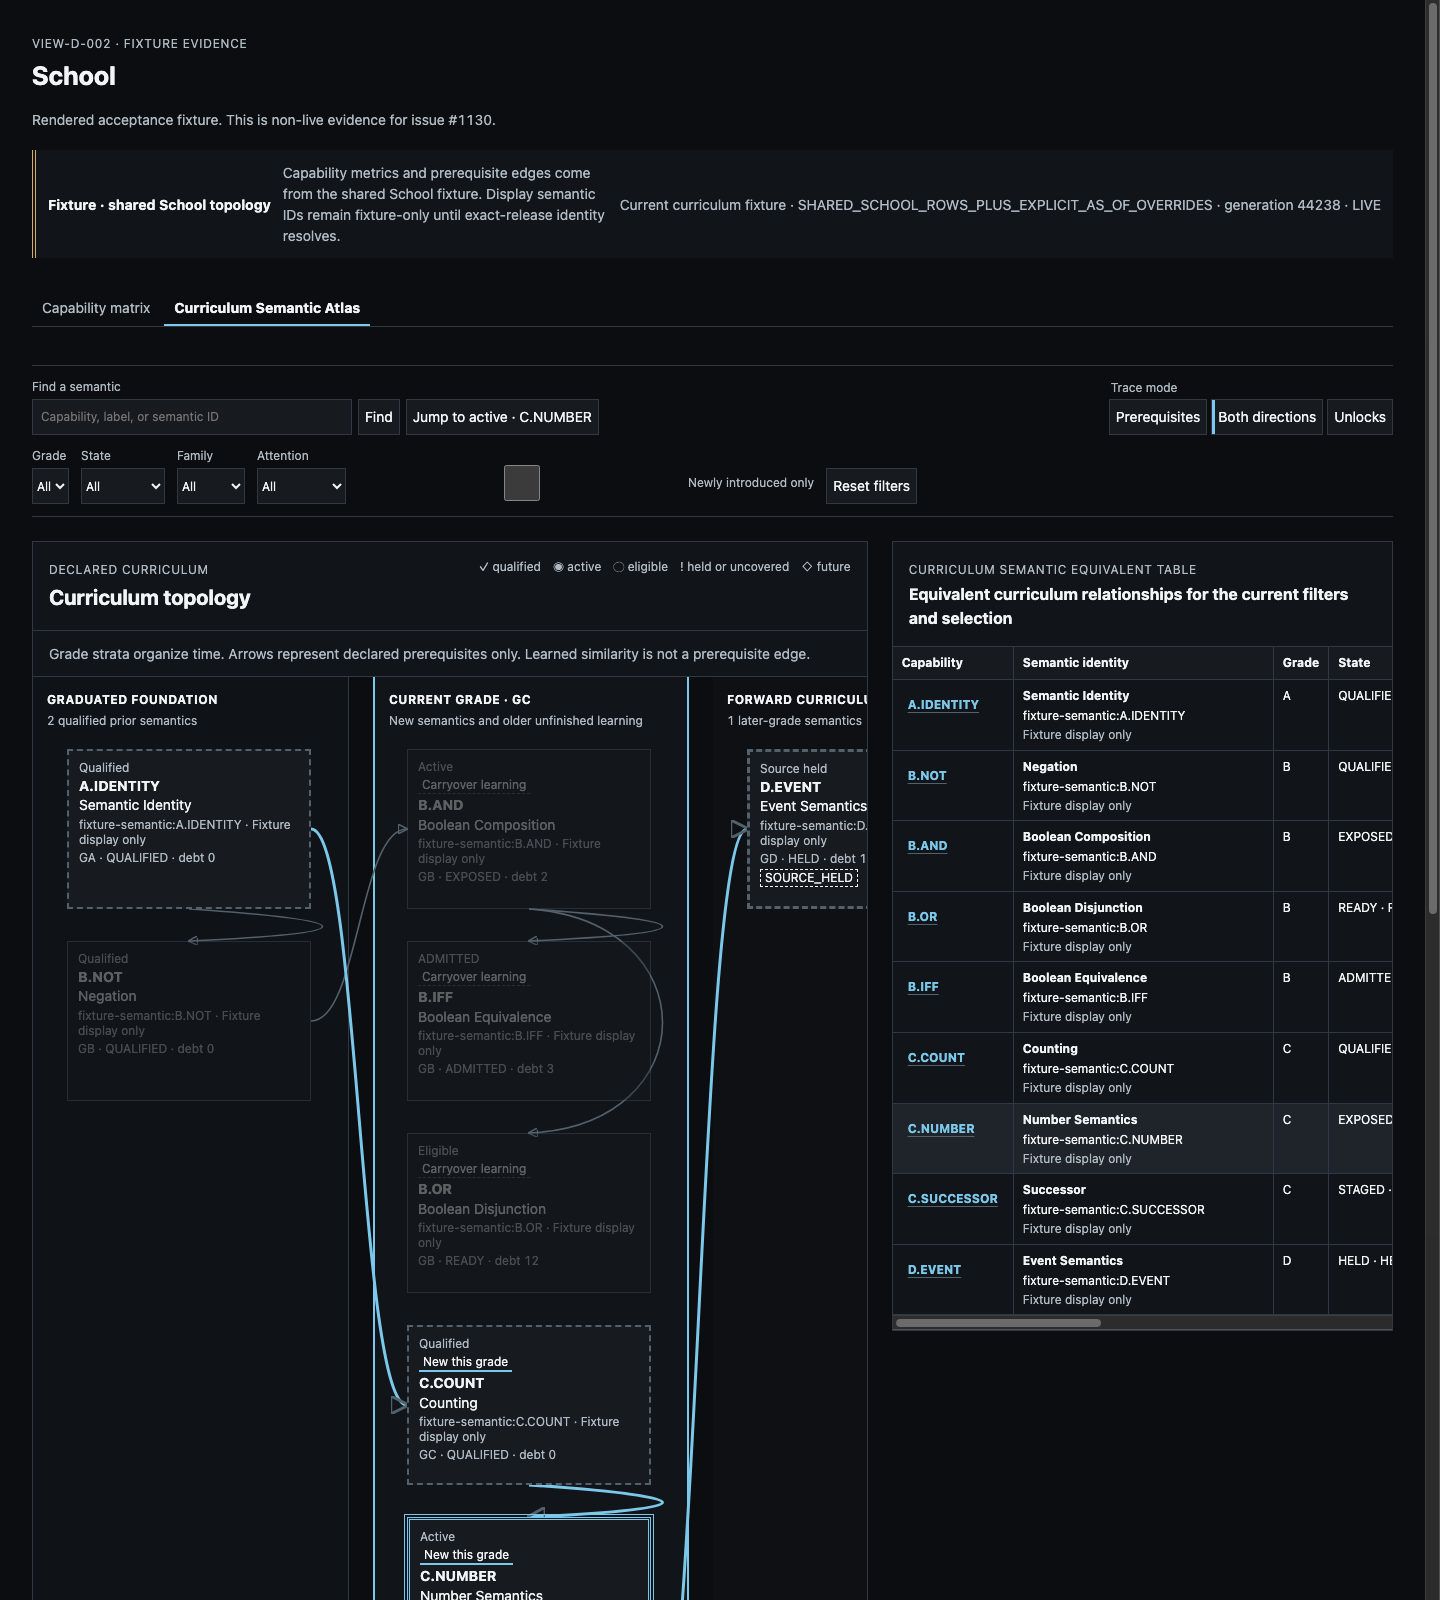 VIEW-D-002 · FIXTURE EVIDENCE
School
Rendered acceptance fixture. This is non-live evidence for issue #1130.
Fixture · shared School topology
Capability metrics and prerequisite edges come
from the shared School fixture. Display semantic
IDs remain fixture-only until exact-release identity
resolves.
Current curriculum fixture · SHARED_SCHOOL_ROWS_PLUS_EXPLICIT_AS_OF_OVERRIDES · generation 44238 · LIVE
Capability matrix
Curriculum Semantic Atlas
Find a semantic
Capability, label, or semantic ID
Find
Jump to active · C.NUMBER
Trace mode
Prerequisites
Both directions
Unlocks
Grade
State
Family
Attention
All
All
All
All
Newly introduced only
Reset filters
DECLARED CURRICULUM
Curriculum topology
✓ qualified
◉ active
◌ eligible
! held or uncovered
◇ future
Grade strata organize time. Arrows represent declared prerequisites only. Learned similarity is not a prerequisite edge.
GRADUATED FOUNDATION
2 qualified prior semantics
Qualified
A.IDENTITY
Semantic Identity
fixture-semantic:A.IDENTITY · Fixture
display only
GA · QUALIFIED · debt 0
Qualified
B.NOT
Negation
fixture-semantic:B.NOT · Fixture
display only
GB · QUALIFIED · debt 0
CURRENT GRADE · GC
New semantics and older unfinished learning
Active
Carryover learning
B.AND
Boolean Composition
fixture-semantic:B.AND · Fixture
display only
GB · EXPOSED · debt 2
ADMITTED
Carryover learning
B.IFF
Boolean Equivalence
fixture-semantic:B.IFF · Fixture display
only
GB · ADMITTED · debt 3
Eligible
Carryover learning
B.OR
Boolean Disjunction
fixture-semantic:B.OR · Fixture display
only
GB · READY · debt 12
Qualified
New this grade
C.COUNT
Counting
fixture-semantic:C.COUNT · Fixture
display only
GC · QUALIFIED · debt 0
Active
New this grade
C.NUMBER
Number Semantics
FORWARD CURRICULU
1 later-grade semantics
Source held
D.EVENT
Event Semantics
fixture-semantic:D.
display only
GD · HELD · debt 1
SOURCE_HELD
CURRICULUM SEMANTIC EQUIVALENT TABLE
Equivalent curriculum relationships for the current filters
and selection
Capability
Semantic identity
Grade
State
A.IDENTITY
Semantic Identity
fixture-semantic:A.IDENTITY
Fixture display only
A
QUALIFIE
B.NOT
Negation
fixture-semantic:B.NOT
Fixture display only
B
QUALIFIE
B.AND
Boolean Composition
fixture-semantic:B.AND
Fixture display only
B
EXPOSED
B.OR
Boolean Disjunction
fixture-semantic:B.OR
Fixture display only
B
READY ·
B.IFF
Boolean Equivalence
fixture-semantic:B.IFF
Fixture display only
B
ADMITTE
C.COUNT
Counting
fixture-semantic:C.COUNT
Fixture display only
C
QUALIFIE
C.NUMBER
Number Semantics
fixture-semantic:C.NUMBER
Fixture display only
C
EXPOSED
C.SUCCESSOR
Successor
fixture-semantic:C.SUCCESSOR
Fixture display only
C
STAGED ·
D.EVENT
Event Semantics
fixture-semantic:D.EVENT
Fixture display only
D
HELD · HE